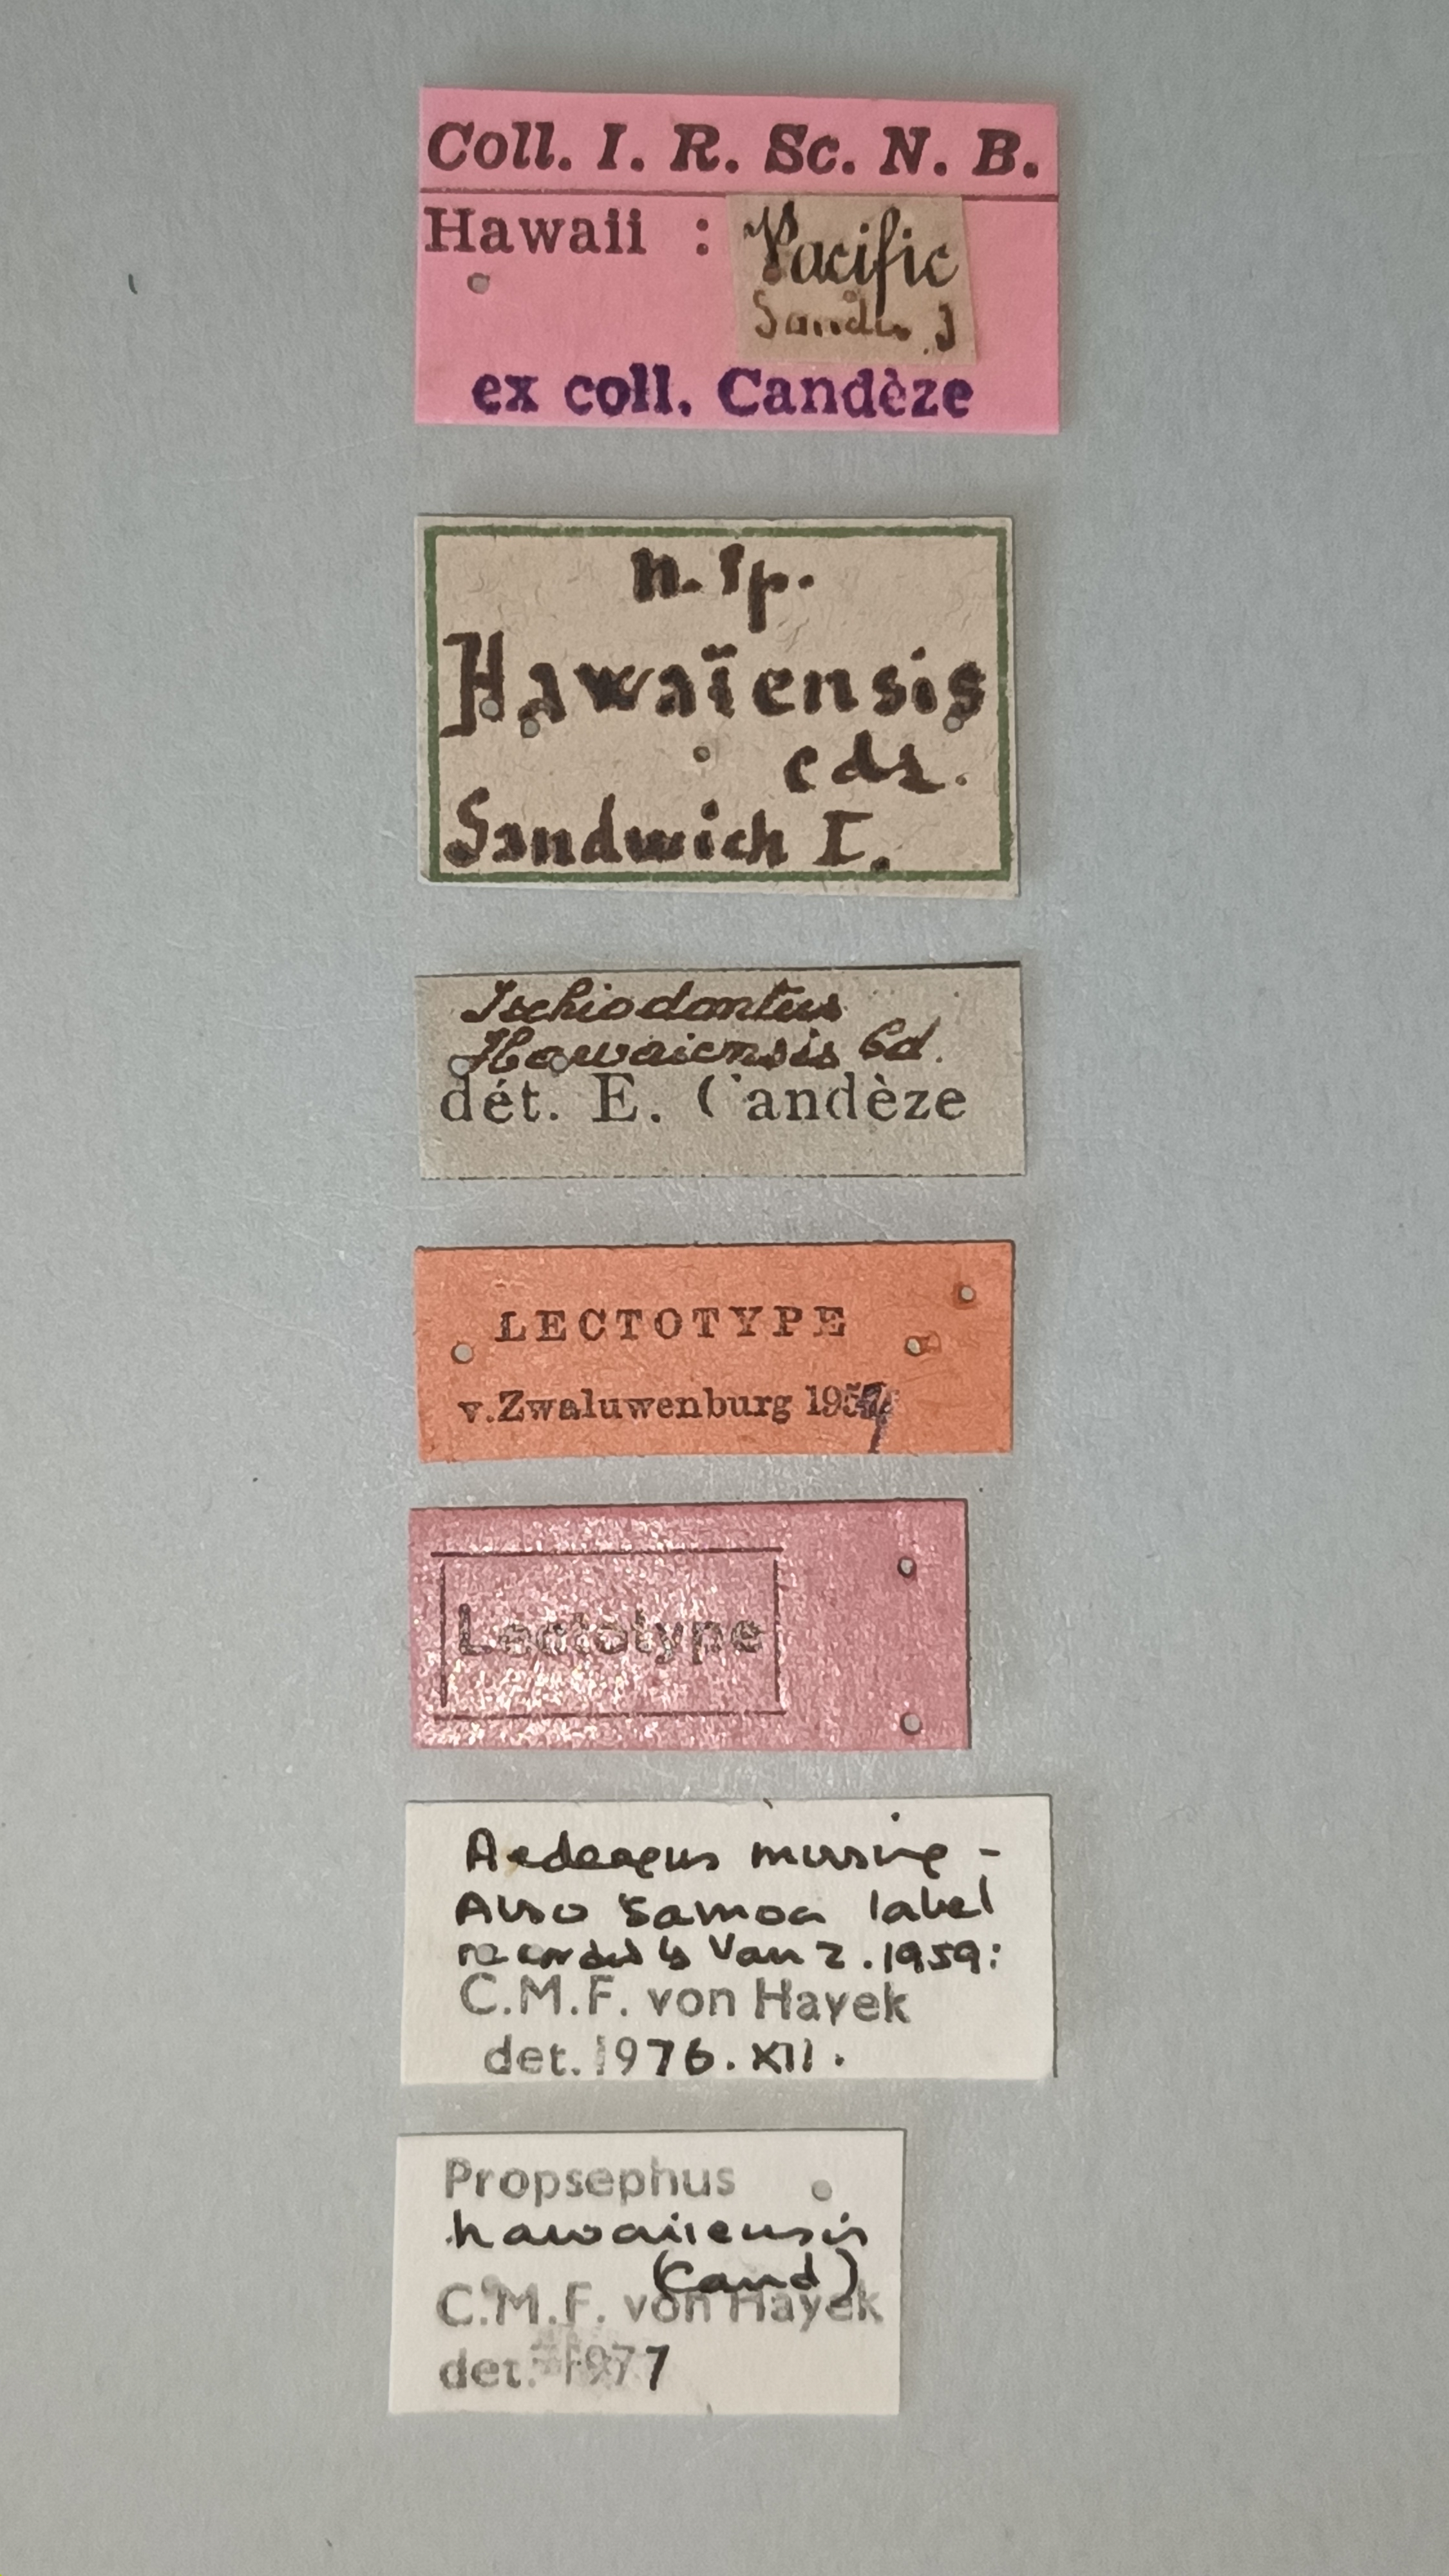 Coll. I. R. Sc. N. B.
Hawaii : Pacific
ex coll. Candèze
n. sp.
Hawaïensis
cdz.
Sandwich I.
Ischiodontus
Hawaiensis Cd.
dét. E. Candèze
LECTOTYPE
v.Zwaluwenburg 195
Lectotype
Aedeagus missing -
Also Samoa label
recorded by Van Z. 1959:
C.M.F. von Hayek
det. 1976. XII.
Propsephus
hawaiiensis
(Cand)
C.M.F. von Hayek
det. 1977